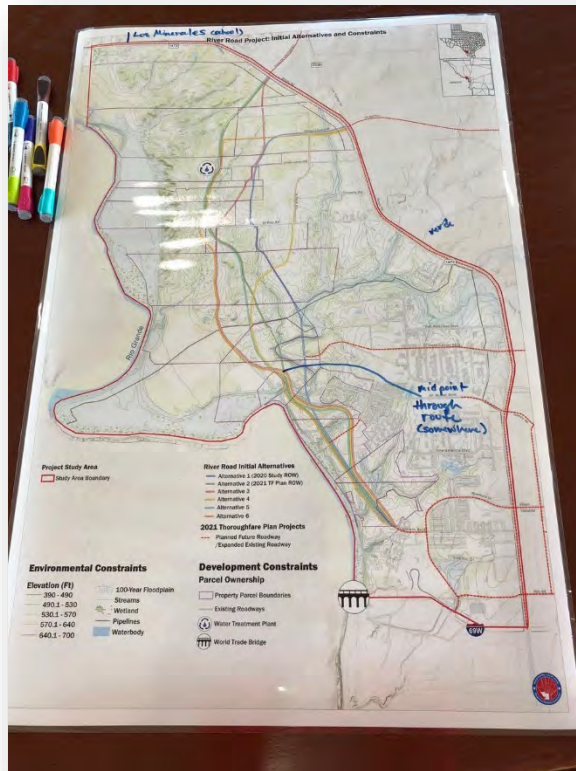 (Los Minerales (abol)
River Road Project: Initial Alternatives and Constraints
1472
verde
Rio Grande
midpoint
through
route
(somewhere)
Project Study Area
Study Area Boundary
River Road Initial Alternatives
Alternative 1 (2020 Study ROW)
Alternative 2 (2021 TF Plan ROW)
Alternative 3
Alternative 4
Alternative 5
Alternative 6
2021 Thoroughfare Plan Projects
Planned Future Roadway
/Expanded Existing Roadway
Environmental Constraints
Elevation (Ft)
390 - 490
490.1 - 530
530.1 - 570
570.1 - 640
640.1 - 700
100-Year Floodplain
Streams
Wetland
Pipelines
Waterbody
Development Constraints
Parcel Ownership
Property Parcel Boundaries
Existing Roadways
Water Treatment Plant
World Trade Bridge
69W